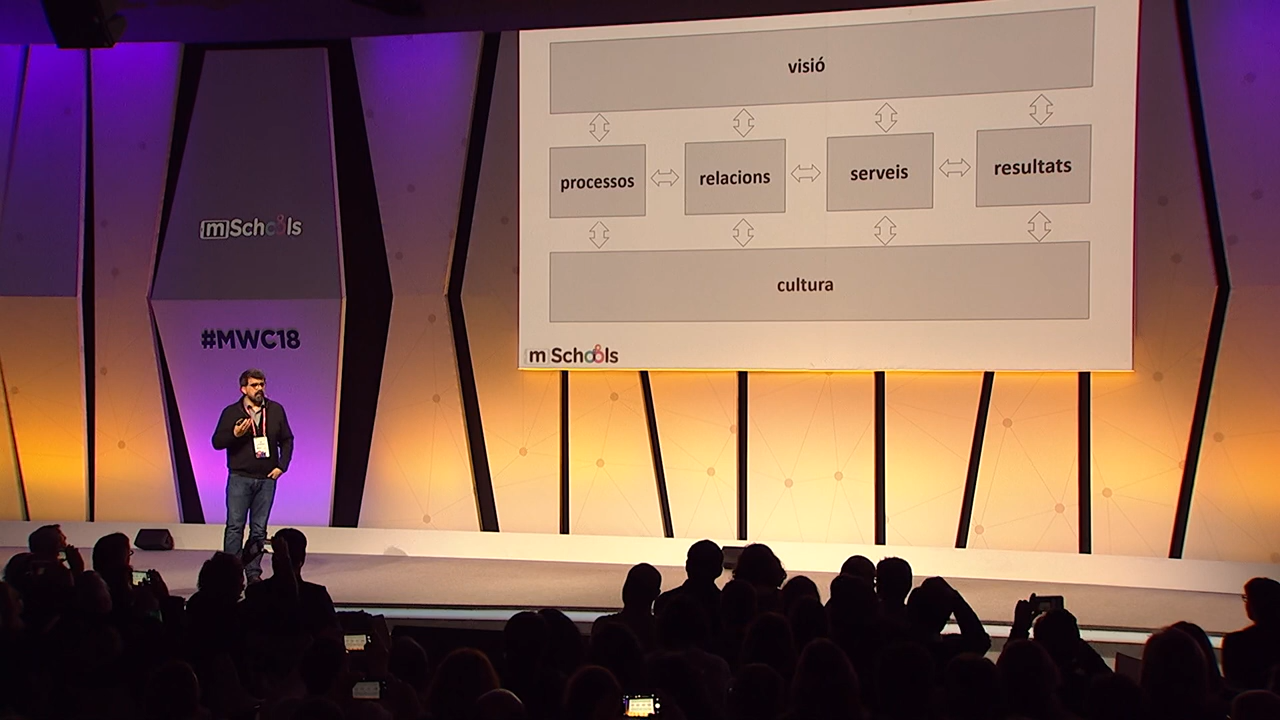 visió
processos
relacions
serveis
resultats
cultura
mSchools
mSchools
#MWC18